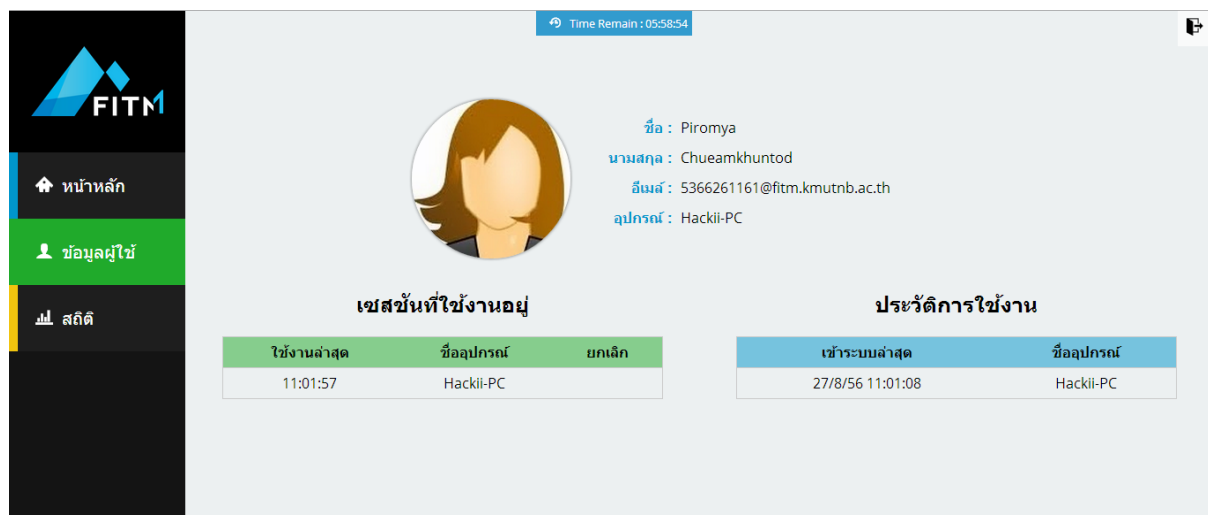 Time Remain : 05:58:54
FITM
หน้าหลัก
ข้อมูลผู้ใช้
สถิติ
ชื่อ : Piromya
นามสกุล : Chueamkhuntod
อีเมล์ : 5366261161@fitm.kmutnb.ac.th
อุปกรณ์ : Hackii-PC
เซสชันที่ใช้งานอยู่
ใช้งานล่าสุด ชื่ออุปกรณ์ ยกเลิก
11:01:57 Hackii-PC
ประวัติการใช้งาน
เข้าระบบล่าสุด ชื่ออุปกรณ์
27/8/56 11:01:08 Hackii-PC